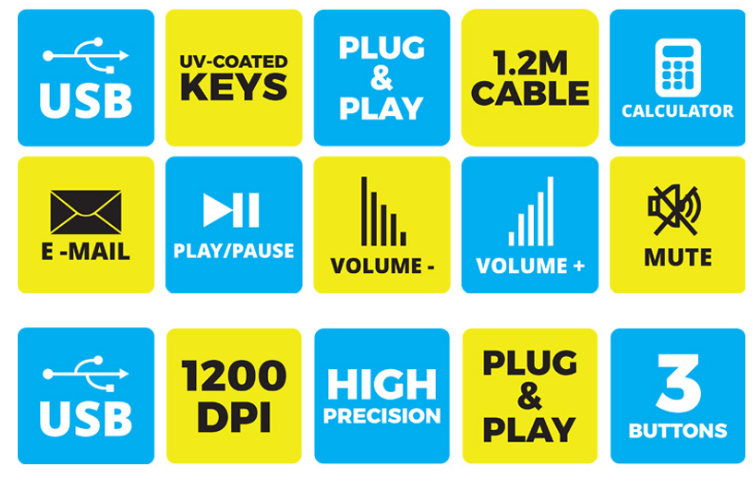 USB
UV-COATED
KEYS
PLUG
&
PLAY
1.2M
CABLE
CALCULATOR
E -MAIL
PLAY/PAUSE
VOLUME -
VOLUME +
MUTE
USB
1200
DPI
HIGH
PRECISION
PLUG
&
PLAY
3
BUTTONS